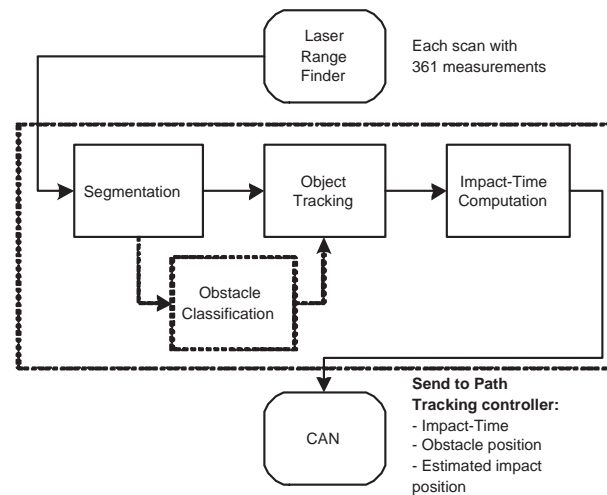 Laser
Range
Finder
Each scan with
361 measurements
Segmentation
Object
Tracking
Impact-Time
Computation
Obstacle
Classification
CAN
Send to Path
Tracking controller:
- Impact-Time
- Obstacle position
- Estimated impact
position